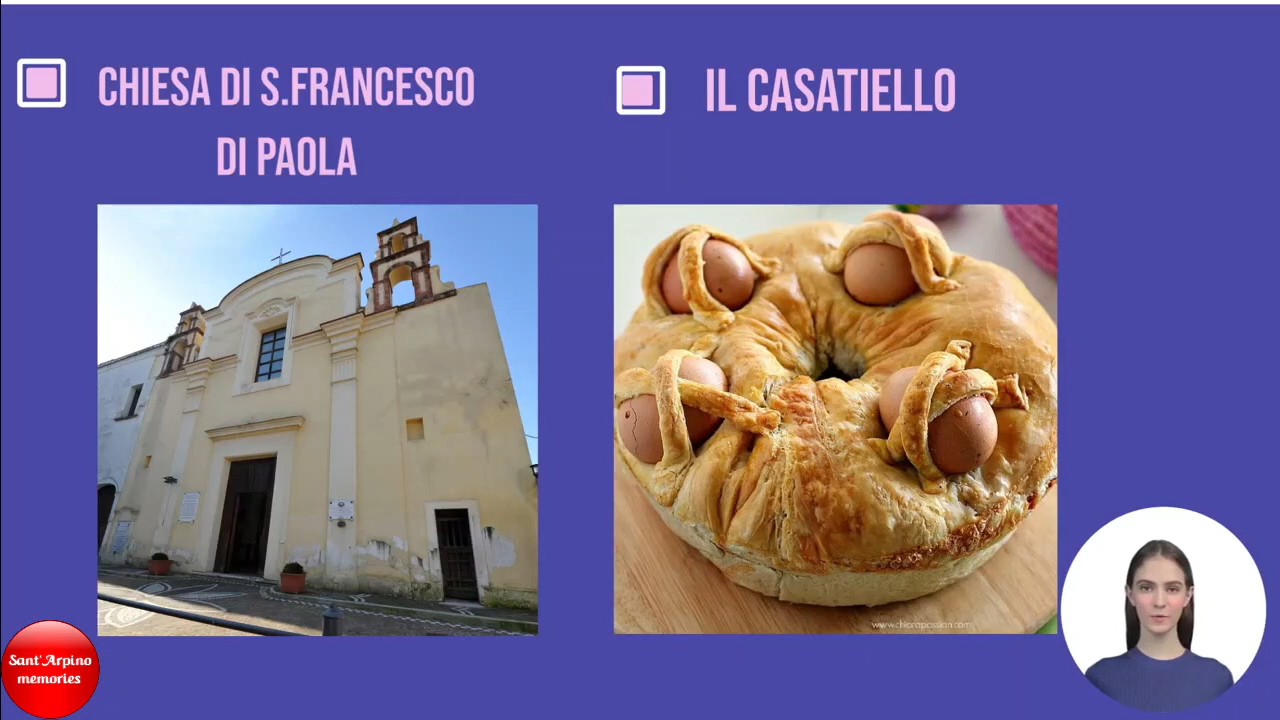 CHIESA DI S.FRANCESCO
DI PAOLA
IL CASATIELLO
www.chiarapassion.com
Sant'Arpino
memories